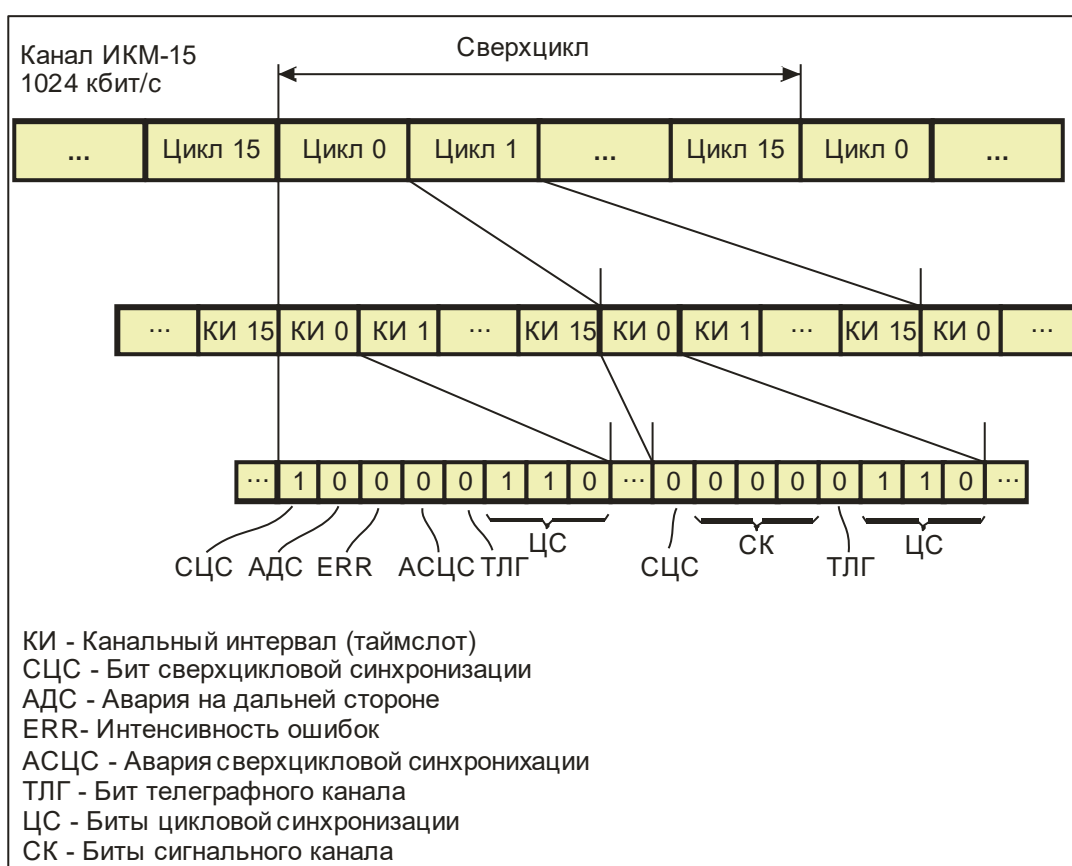 Канал ИКМ-15
1024 кбит/с
Сверхцикл
... Цикл 15 Цикл 0 Цикл 1 ... Цикл 15 Цикл 0 ...
... КИ 15 КИ 0 КИ 1 ... КИ 15 КИ 0 КИ 1 ... КИ 15 КИ 0 ...
... 1 0 0 0 0 1 1 0 ... 0 0 0 0 0 1 1 0 ...
СЦС АДС ERR АСЦС ТЛГ ЦС СЦС СК ТЛГ ЦС
КИ - Канальный интервал (таймслот)
СЦС - Бит сверхцикловой синхронизации
АДС - Авария на дальней стороне
ERR- Интенсивность ошибок
АСЦС - Авария сверхцикловой синхронихации
ТЛГ - Бит телеграфного канала
ЦС - Биты цикловой синхронизации
СК - Биты сигнального канала